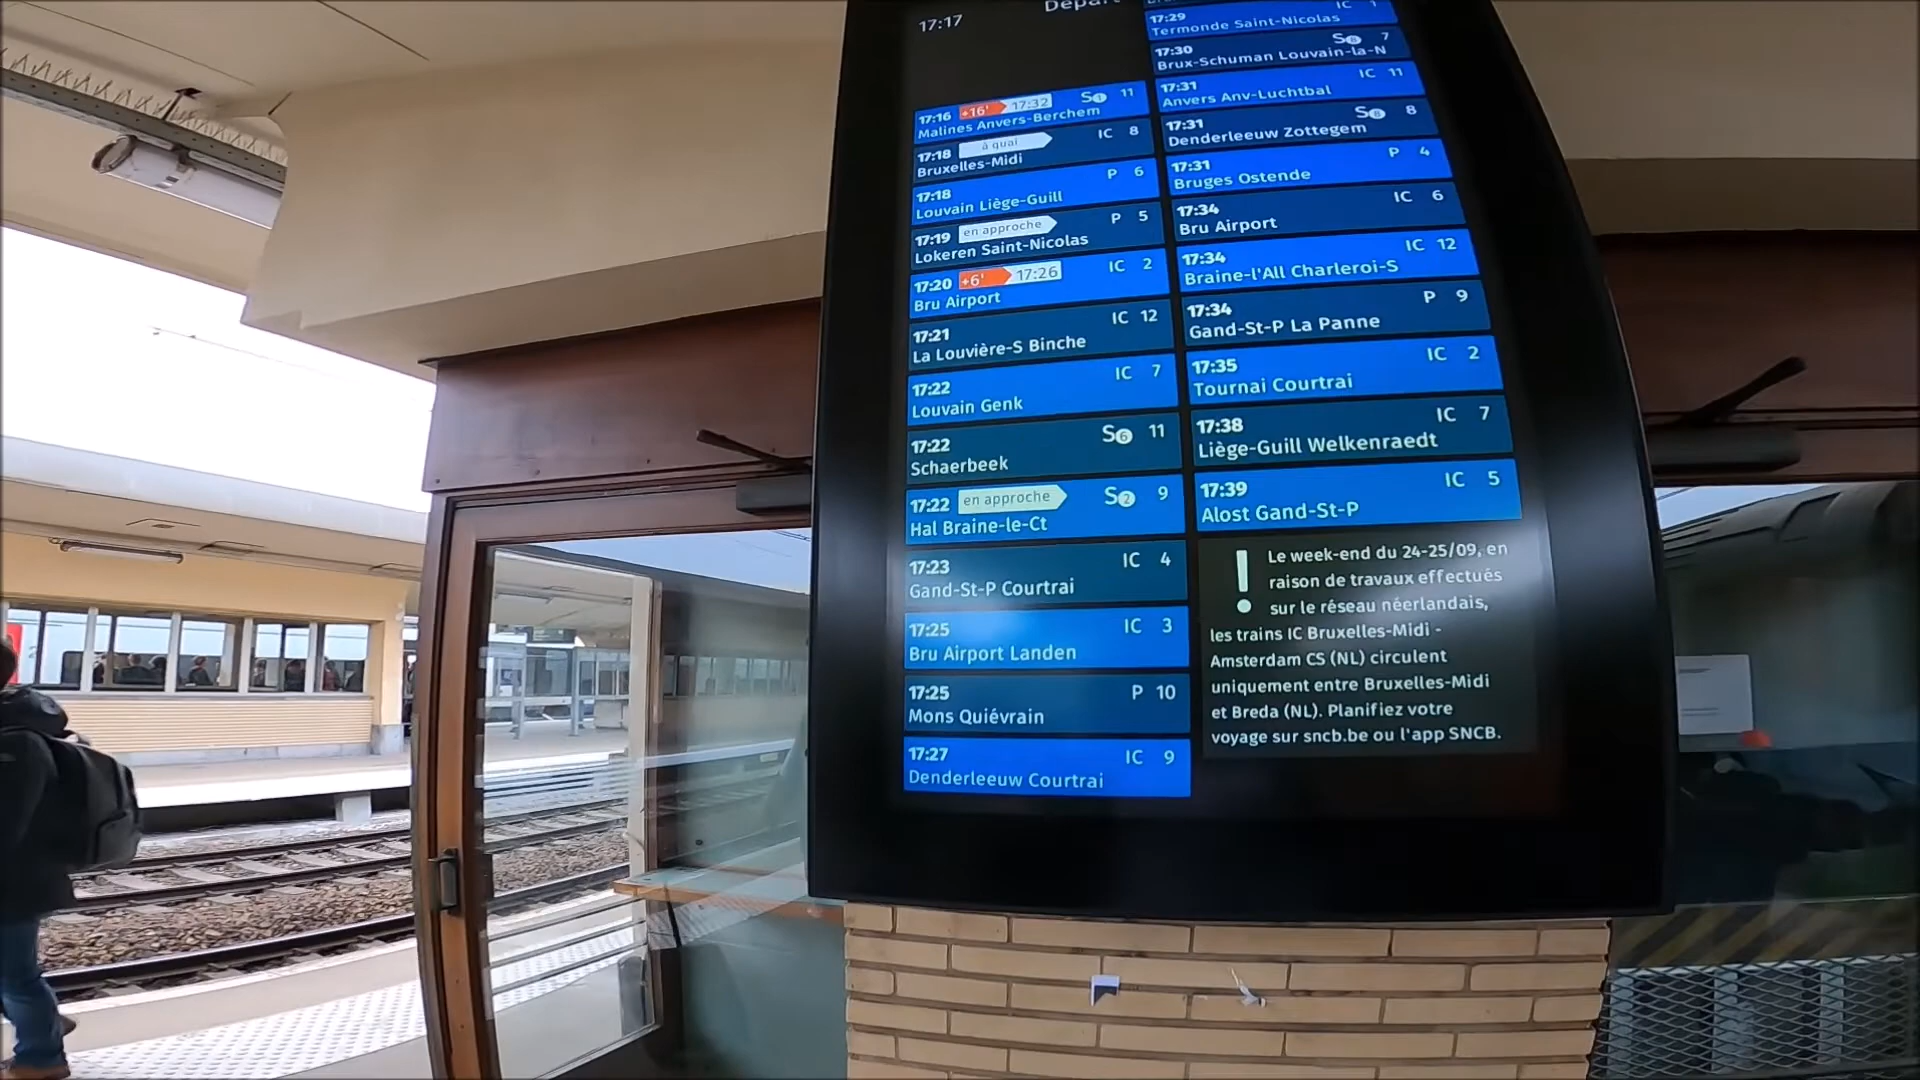 17:17
Départ
17:16 +16' 17:32 S1 11
Malines Anvers-Berchem
17:18 à quai IC 8
Bruxelles-Midi
17:18 P 6
Louvain Liège-Guill
17:19 en approche P 5
Lokeren Saint-Nicolas
17:20 +6' 17:26 IC 2
Bru Airport
17:21 IC 12
La Louvière-S Binche
17:22 IC 7
Louvain Genk
17:22 S6 11
Schaerbeek
17:22 en approche S2 9
Hal Braine-le-Ct
17:23 IC 4
Gand-St-P Courtrai
17:25 IC 3
Bru Airport Landen
17:25 P 10
Mons Quiévrain
17:27 IC 9
Denderleeuw Courtrai
17:29 IC 1
Termonde Saint-Nicolas
17:30 S8 7
Brux-Schuman Louvain-la-N
17:31 IC 11
Anvers Anv-Luchtbal
17:31 S8 8
Denderleeuw Zottegem
17:31 P 4
Bruges Ostende
17:34 IC 6
Bru Airport
17:34 IC 12
Braine-l'All Charleroi-S
17:34 P 9
Gand-St-P La Panne
17:35 IC 2
Tournai Courtrai
17:38 IC 7
Liège-Guill Welkenraedt
17:39 IC 5
Alost Gand-St-P
Le week-end du 24-25/09, en
raison de travaux effectués
sur le réseau néerlandais,
les trains IC Bruxelles-Midi -
Amsterdam CS (NL) circulent
uniquement entre Bruxelles-Midi
et Breda (NL). Planifiez votre
voyage sur sncb.be ou l'app SNCB.